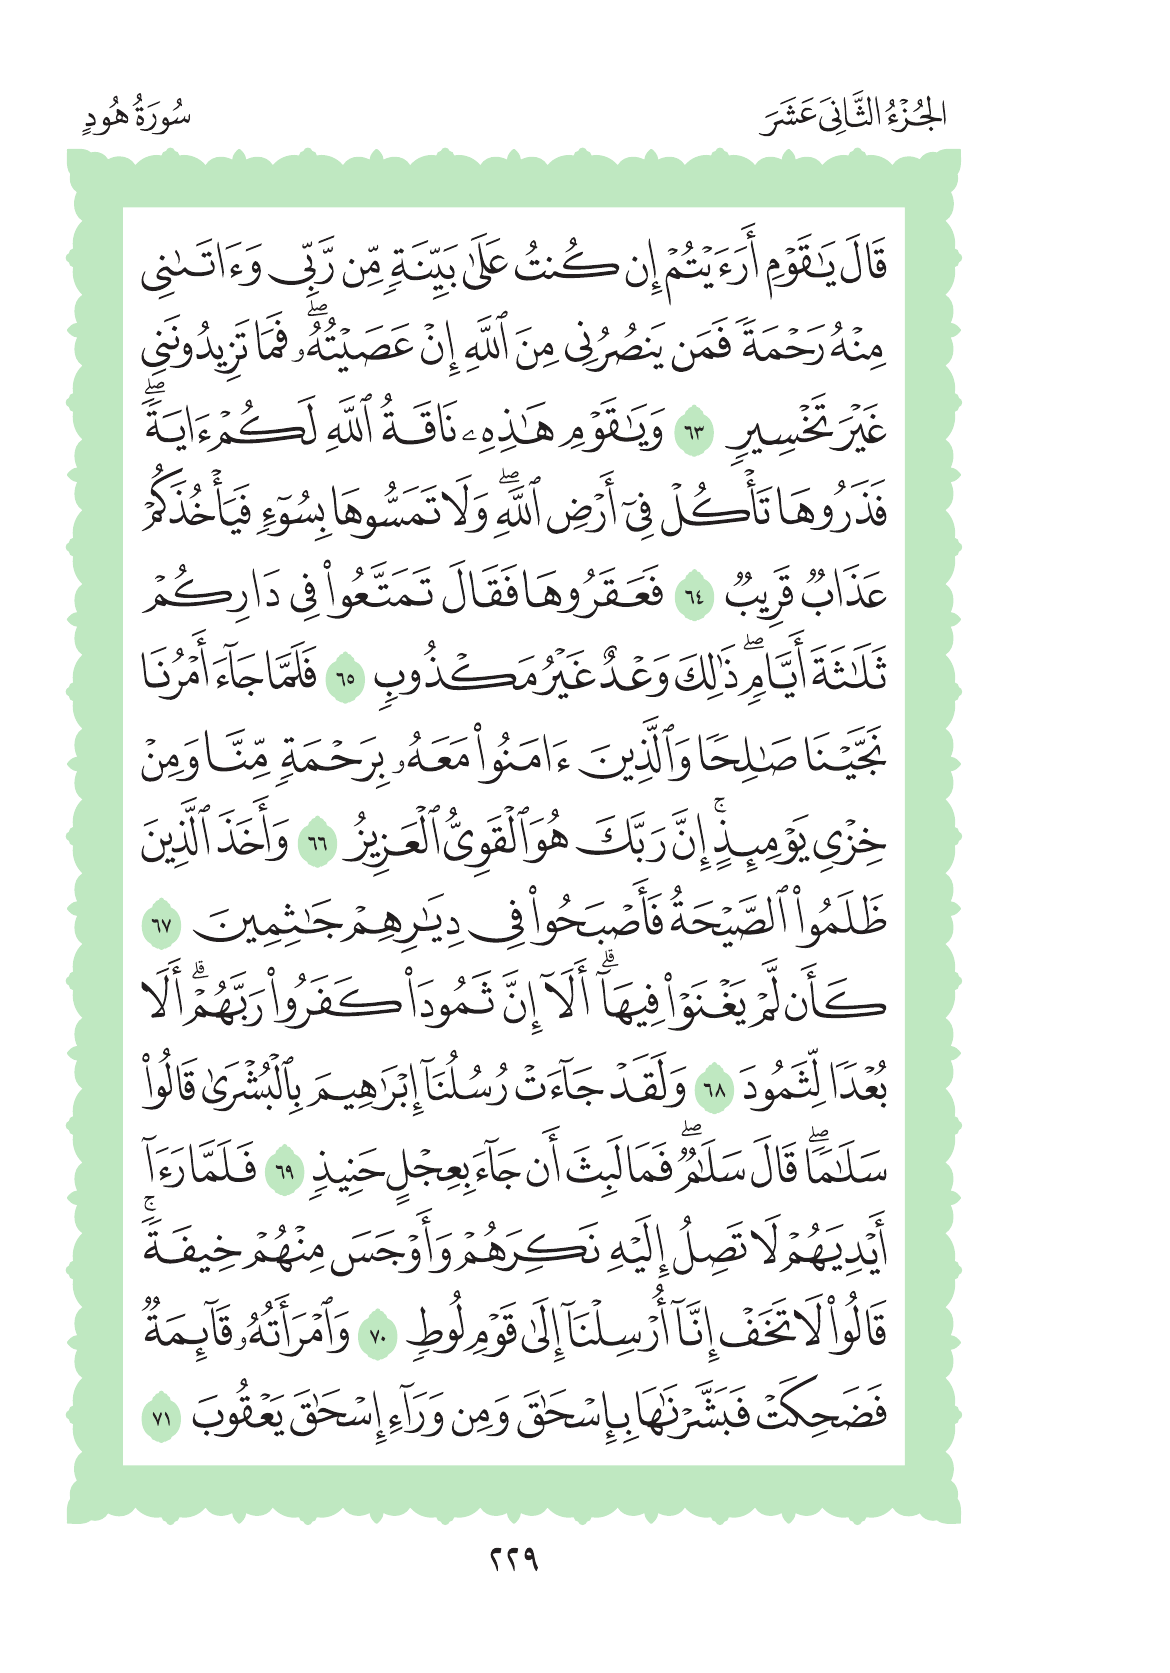 الجُزْءُ الثَّانِيَ عَشَرَ
سُورَةُ هُودٍ
قَالَ يَٰقَوْمِ أَرَءَيْتُمْ إِن كُنتُ عَلَىٰ بَيِّنَةٍ مِّن رَّبِّى وَءَاتَىٰنِى
مِنْهُ رَحْمَةً فَمَن يَنصُرُنِى مِنَ ٱللَّهِ إِنْ عَصَيْتُهُۥۖ فَمَا تَزِيدُونَنِى
غَيْرَ تَخْسِيرٍ ٦٣ وَيَٰقَوْمِ هَٰذِهِۦ نَاقَةُ ٱللَّهِ لَكُمْ ءَايَةًۖ
فَذَرُوهَا تَأْكُلْ فِىٓ أَرْضِ ٱللَّهِۖ وَلَا تَمَسُّوهَا بِسُوٓءٍ فَيَأْخُذَكُمْ
عَذَابٌ قَرِيبٌ ٦٤ فَعَقَرُوهَا فَقَالَ تَمَتَّعُوا۟ فِى دَارِكُمْ
ثَلَٰثَةَ أَيَّامٍۖ ذَٰلِكَ وَعْدٌ غَيْرُ مَكْذُوبٍ ٦٥ فَلَمَّا جَآءَ أَمْرُنَا
نَجَّيْنَا صَٰلِحًا وَٱلَّذِينَ ءَامَنُوا۟ مَعَهُۥ بِرَحْمَةٍ مِّنَّا وَمِنْ
خِزْىِ يَوْمِئِذٍۚ إِنَّ رَبَّكَ هُوَ ٱلْقَوِىُّ ٱلْعَزِيزُ ٦٦ وَأَخَذَ ٱلَّذِينَ
ظَلَمُوا۟ ٱلصَّيْحَةُ فَأَصْبَحُوا۟ فِى دِيَٰرِهِمْ جَٰثِمِينَ ٦٧
كَأَن لَّمْ يَغْنَوْا۟ فِيهَآۗ أَلَآ إِنَّ ثَمُودَا۟ كَفَرُوا۟ رَبَّهُمْۗ أَلَا
بُعْدًا لِّثَمُودَ ٦٨ وَلَقَدْ جَآءَتْ رُسُلُنَآ إِبْرَٰهِيمَ بِٱلْبُشْرَىٰ قَالُوا۟
سَلَٰمًاۖ قَالَ سَلَٰمٌۖ فَمَا لَبِثَ أَن جَآءَ بِعِجْلٍ حَنِيذٍ ٦٩ فَلَمَّا رَءَآ
أَيْدِيَهُمْ لَا تَصِلُ إِلَيْهِ نَكِرَهُمْ وَأَوْجَسَ مِنْهُمْ خِيفَةًۚ
قَالُوا۟ لَا تَخَفْ إِنَّآ أُرْسِلْنَآ إِلَىٰ قَوْمِ لُوطٍ ٧٠ وَٱمْرَأَتُهُۥ قَآئِمَةٌ
فَضَحِكَتْ فَبَشَّرْنَٰهَا بِإِسْحَٰقَ وَمِن وَرَآءِ إِسْحَٰقَ يَعْقُوبَ ٧١
٢٢٩